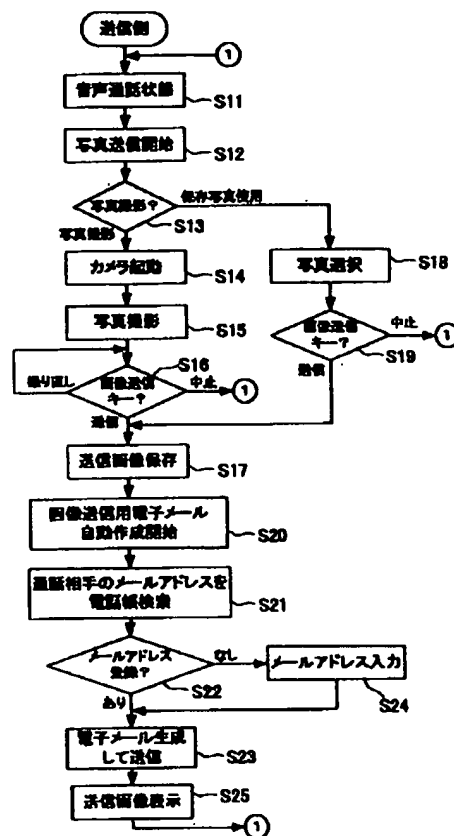 送信側
①
音声通話状態
S11
写真送信開始
S12
写真撮影?
保存写真使用
S13
写真撮影
カメラ起動
S14
写真選択
S18
写真撮影
S15
画像送信
キー?
中止
①
S19
送信
S16
画像送信
キー?
繰り直し
中止
①
送信
送信画像保存
S17
画像送信用電子メール
自動作成開始
S20
通話相手のメールアドレスを
電話帳検索
S21
メールアドレス
登録?
なし
S22
メールアドレス入力
S24
あり
電子メール生成
して送信
S23
送信画像表示
S25
①